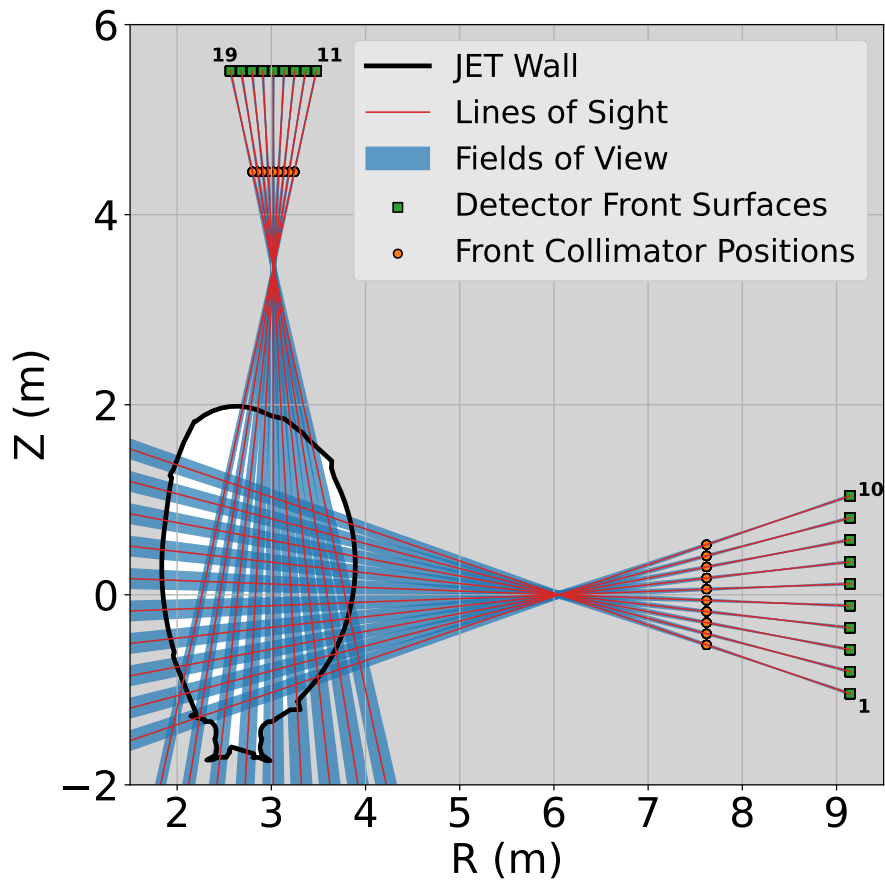 6
19
11
JET Wall
Lines of Sight
Fields of View
Detector Front Surfaces
Front Collimator Positions
4
2
10
0
1
−2
2 3 4 5 6 7 8 9
Z (m)
R (m)